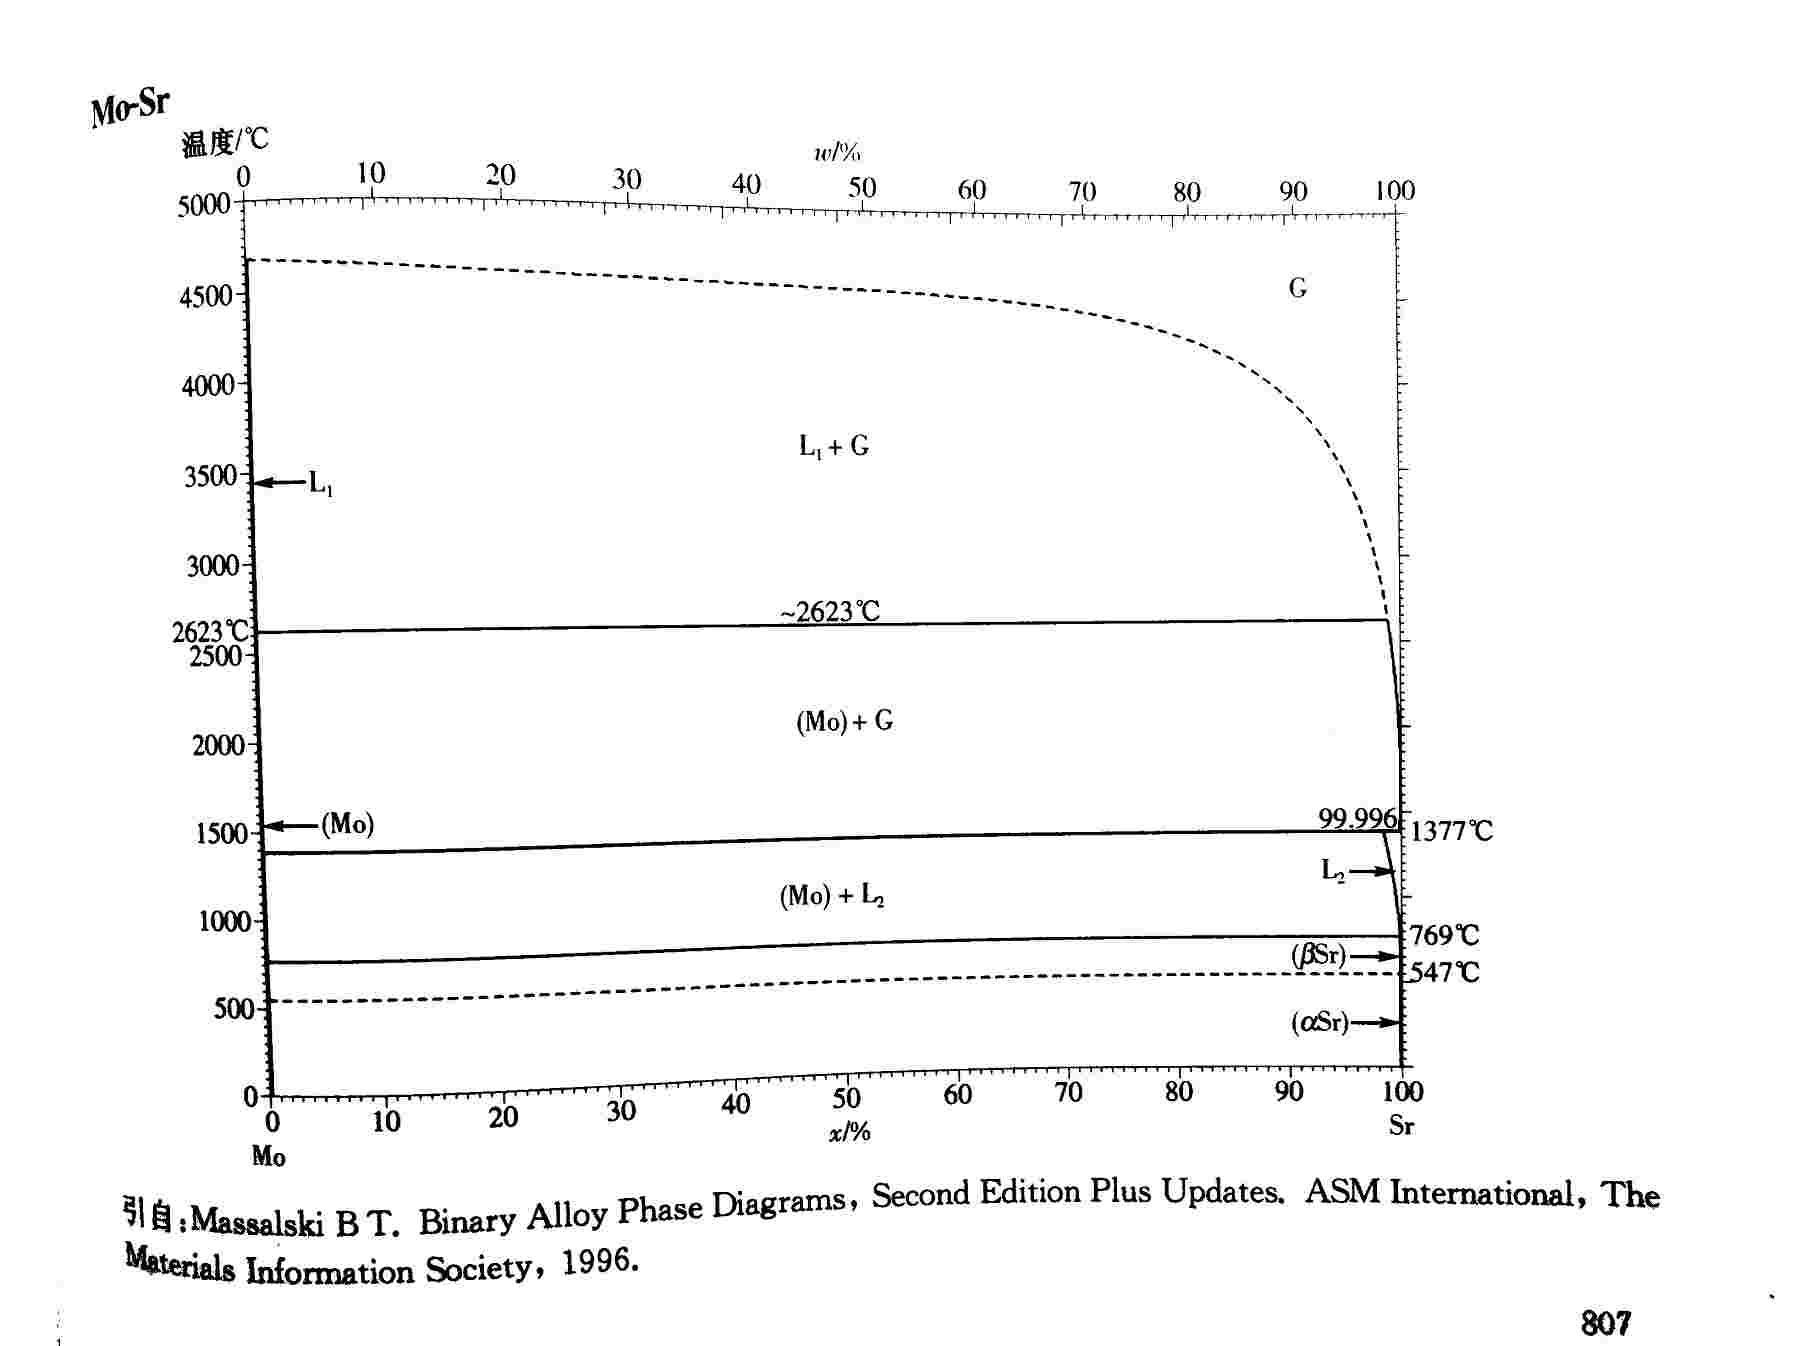 Mo-Sr
温度/℃
w/%
0 10 20 30 40 50 60 70 80 90 100
5000
G
4500
4000
L₁ + G
3500
L₁
3000
~2623℃
2623℃
2500
(Mo) + G
2000
99.996
1500
(Mo)
1377℃
L₂
(Mo) + L₂
1000
769℃
(βSr)
547℃
500
(αSr)
0
0 10 20 30 40 50 60 70 80 90 100
Mo
x/%
Sr
引自:Massalski B T. Binary Alloy Phase Diagrams, Second Edition Plus Updates. ASM International, The
Materials Information Society, 1996.
807